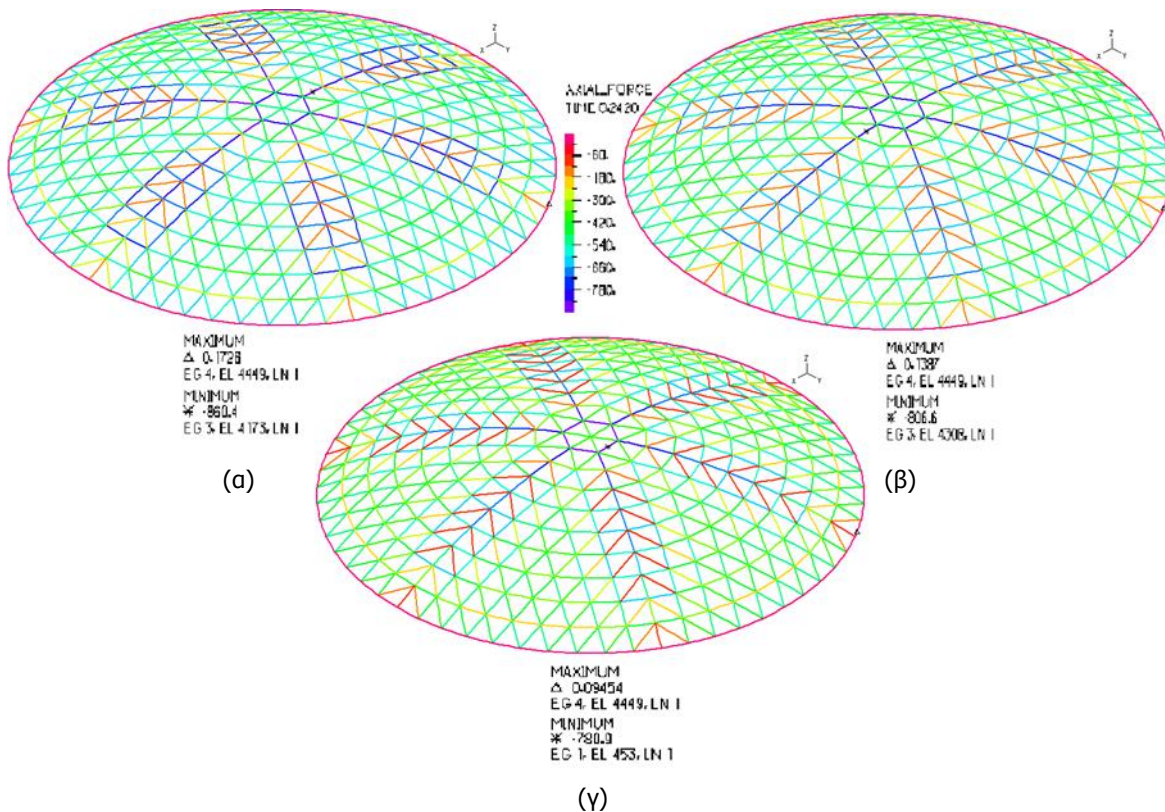 Z
X Y
Z
X Y
AXIAL_FORCE
TIME 0.2420
-60.
-180.
-300.
-420.
-540.
-660.
-780.
MAXIMUM
Δ 0.1726
EG 4, EL 4449, LN 1
MINIMUM
* -860.4
EG 3, EL 4173, LN 1
(α)
MAXIMUM
Δ 0.1387
EG 4, EL 4449, LN 1
MINIMUM
* -806.6
EG 3, EL 4308, LN 1
(β)
Z
X Y
MAXIMUM
Δ 0.09454
EG 4, EL 4449, LN 1
MINIMUM
* -780.9
EG 1, EL 453, LN 1
(γ)